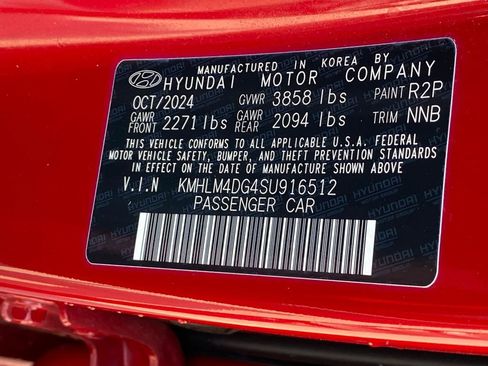 MANUFACTURED IN KOREA BY
HYUNDAI MOTOR COMPANY
OCT/2024 GVWR 3858 lbs PAINT R2P
GAWR FRONT 2271 lbs GAWR REAR 2094 lbs TRIM NNB
THIS VEHICLE CONFORMS TO ALL APPLICABLE U.S.A. FEDERAL
MOTOR VEHICLE SAFETY, BUMPER, AND THEFT PREVENTION STANDARDS
IN EFFECT ON THE DATE OF MANUFACTURE SHOWN ABOVE
V.I.N KMHLM4DG4SU916512
PASSENGER CAR